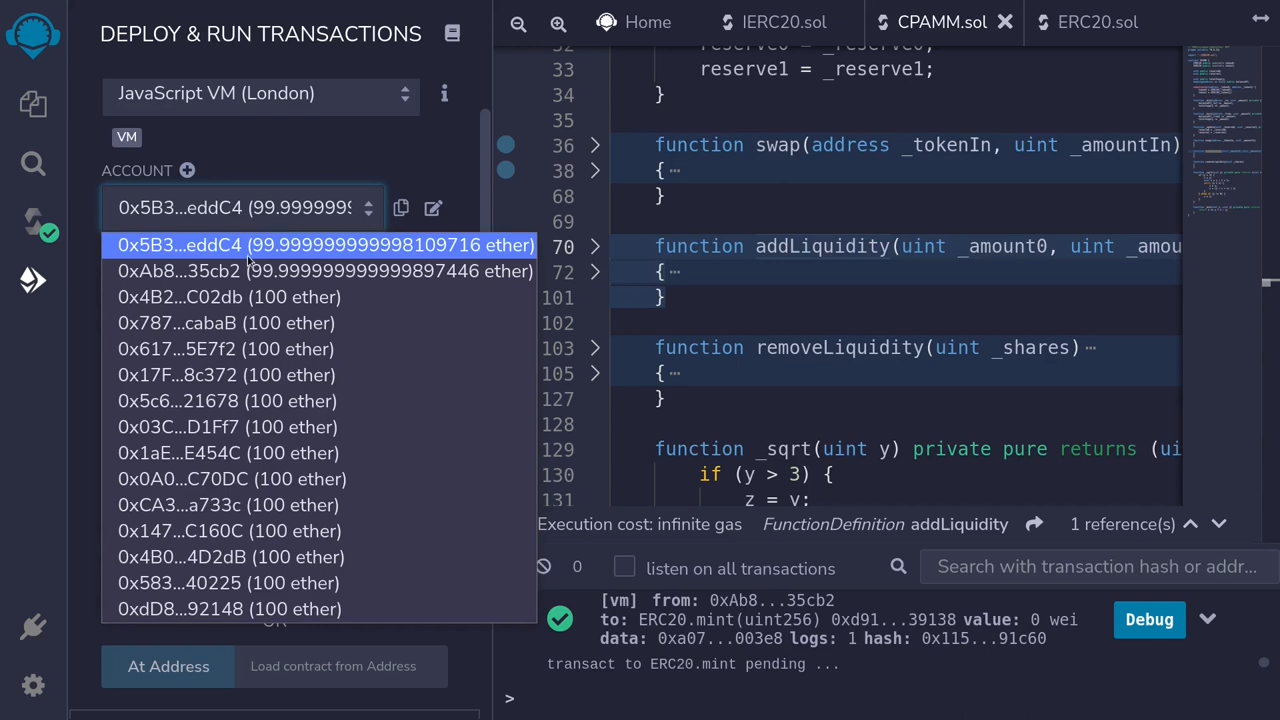 DEPLOY & RUN TRANSACTIONS
JavaScript VM (London)
VM
ACCOUNT
0x5B3...eddC4 (99.9999999
0x5B3...eddC4 (99.999999999998109716 ether)
0xAb8...35cb2 (99.999999999999897446 ether)
0x4B2...C02db (100 ether)
0x787...cabaB (100 ether)
0x617...5E7f2 (100 ether)
0x17F...8c372 (100 ether)
0x5c6...21678 (100 ether)
0x03C...D1Ff7 (100 ether)
0x1aE...E454C (100 ether)
0x0A0...C70DC (100 ether)
0xCA3...a733c (100 ether)
0x147...C160C (100 ether)
0x4B0...4D2dB (100 ether)
0x583...40225 (100 ether)
0xdD8...92148 (100 ether)
At Address
Load contract from Address
Home
IERC20.sol
CPAMM.sol
ERC20.sol
32 reserve0 = _reserve0;
33 reserve1 = _reserve1;
34 }
35
36 function swap(address _tokenIn, uint _amountIn)
38 {
68 }
69
70 function addLiquidity(uint _amount0, uint _amou
72 {
101 }
102
103 function removeLiquidity(uint _shares)
105 {
127 }
128
129 function _sqrt(uint y) private pure returns (ui
130 if (y > 3) {
131 z = y;
Execution cost: infinite gas FunctionDefinition addLiquidity 1 reference(s)
0 listen on all transactions Search with transaction hash or addr...
[vm] from: 0xAb8...35cb2
to: ERC20.mint(uint256) 0xd91...39138 value: 0 wei
data: 0xa07...003e8 logs: 1 hash: 0x115...91c60
Debug
transact to ERC20.mint pending ...
>